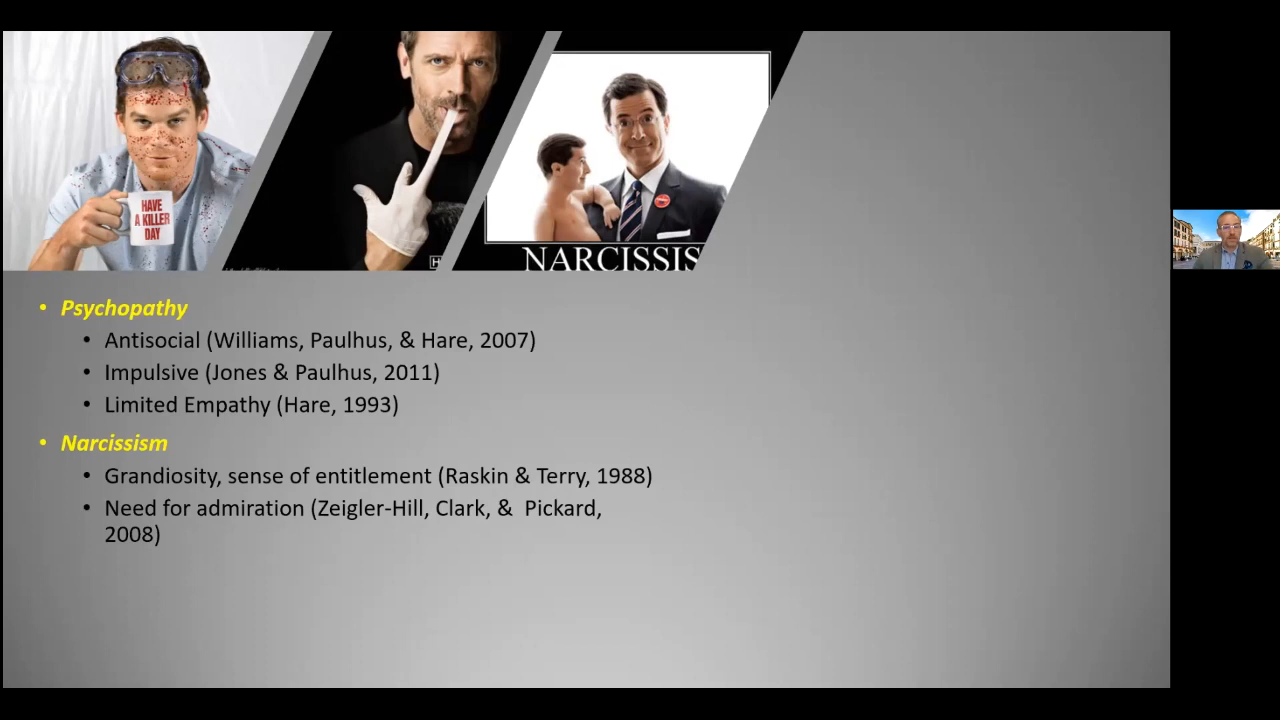 HAVE
A KILLER
DAY
H
NARCISSIS
• Psychopathy
• Antisocial (Williams, Paulhus, & Hare, 2007)
• Impulsive (Jones & Paulhus, 2011)
• Limited Empathy (Hare, 1993)
• Narcissism
• Grandiosity, sense of entitlement (Raskin & Terry, 1988)
• Need for admiration (Zeigler-Hill, Clark, &  Pickard,
2008)